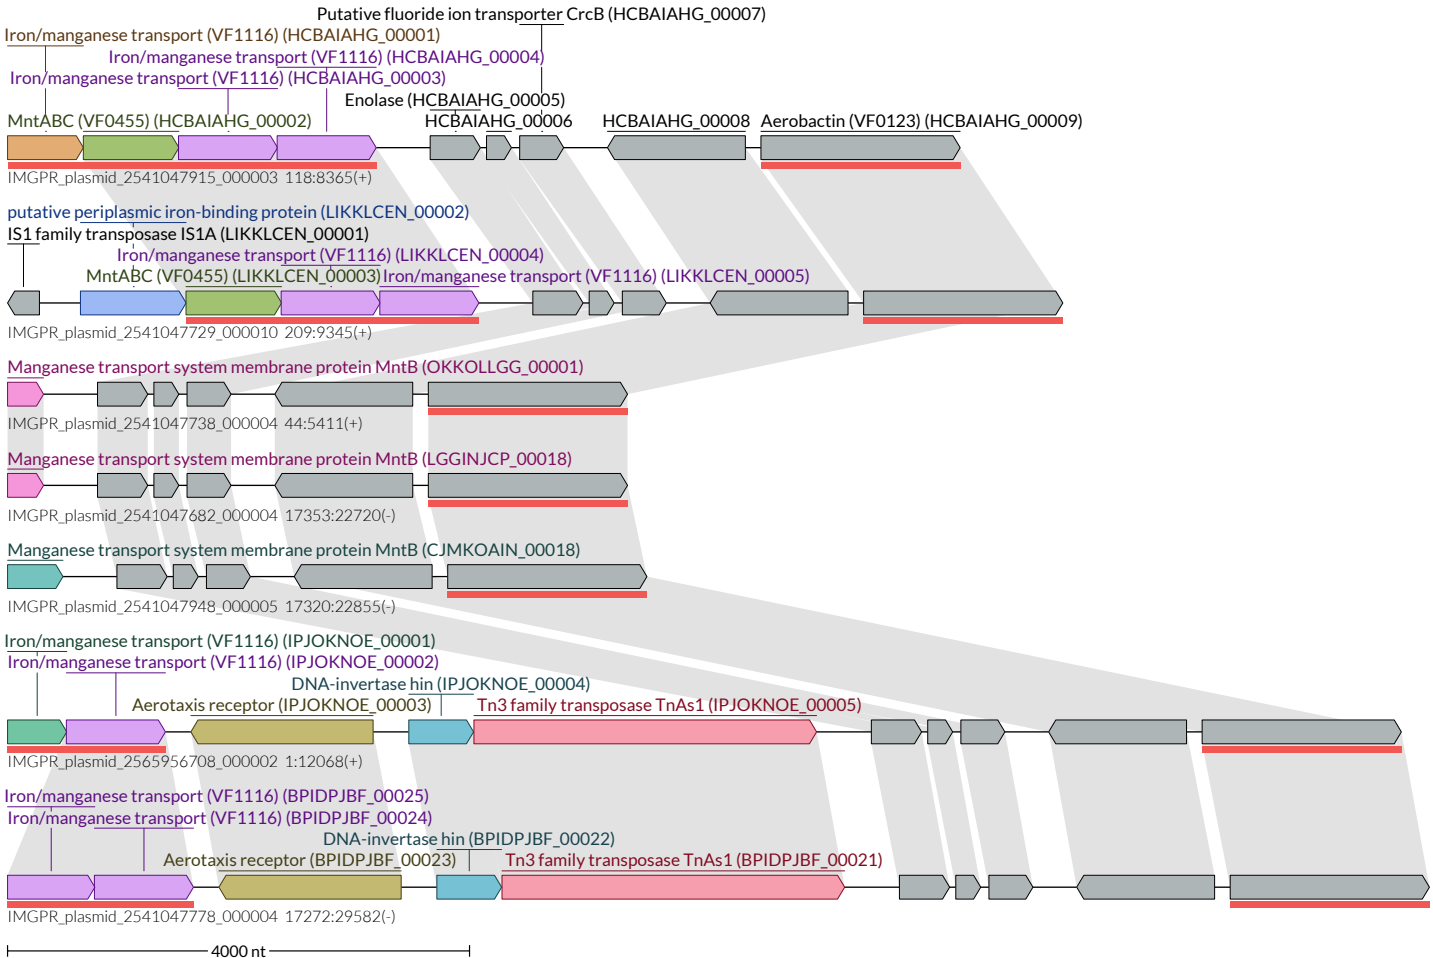 Putative fluoride ion transporter CrcB (HCBAIAHG_00007)
Iron/manganese transport (VF1116) (HCBAIAHG_00001)
Iron/manganese transport (VF1116) (HCBAIAHG_00004)
Iron/manganese transport (VF1116) (HCBAIAHG_00003)
Enolase (HCBAIAHG_00005)
MntABC (VF0455) (HCBAIAHG_00002)
HCBAIAHG_00006
HCBAIAHG_00008
Aerobactin (VF0123) (HCBAIAHG_00009)
IMGPR_plasmid_2541047915_000003 118:8365(+)
putative periplasmic iron-binding protein (LIKKLCEN_00002)
IS1 family transposase IS1A (LIKKLCEN_00001)
Iron/manganese transport (VF1116) (LIKKLCEN_00004)
MntABC (VF0455) (LIKKLCEN_00003)
Iron/manganese transport (VF1116) (LIKKLCEN_00005)
IMGPR_plasmid_2541047729_000010 209:9345(+)
Manganese transport system membrane protein MntB (OKKOLLGG_00001)
IMGPR_plasmid_2541047738_000004 44:5411(+)
Manganese transport system membrane protein MntB (LGGINJCP_00018)
IMGPR_plasmid_2541047682_000004 17353:22720(-)
Manganese transport system membrane protein MntB (CJMKOAIN_00018)
IMGPR_plasmid_2541047948_000005 17320:22855(-)
Iron/manganese transport (VF1116) (IPJOKNOE_00001)
Iron/manganese transport (VF1116) (IPJOKNOE_00002)
DNA-invertase hin (IPJOKNOE_00004)
Aerotaxis receptor (IPJOKNOE_00003)
Tn3 family transposase TnAs1 (IPJOKNOE_00005)
IMGPR_plasmid_2565956708_000002 1:12068(+)
Iron/manganese transport (VF1116) (BPIDPJBF_00025)
Iron/manganese transport (VF1116) (BPIDPJBF_00024)
DNA-invertase hin (BPIDPJBF_00022)
Aerotaxis receptor (BPIDPJBF_00023)
Tn3 family transposase TnAs1 (BPIDPJBF_00021)
IMGPR_plasmid_2541047778_000004 17272:29582(-)
4000 nt